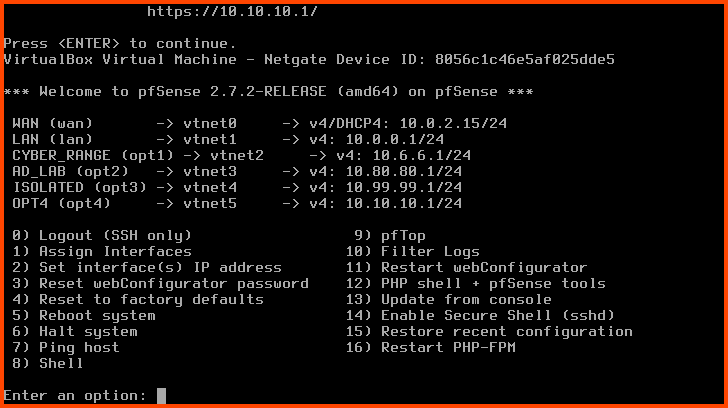 https://10.10.10.1/
Press <ENTER> to continue.
VirtualBox Virtual Machine - Netgate Device ID: 8056c1c46e5af025dde5
*** Welcome to pfSense 2.7.2-RELEASE (amd64) on pfSense ***
WAN (wan) -> vtnet0 -> v4/DHCP4: 10.0.2.15/24
LAN (lan) -> vtnet1 -> v4: 10.0.0.1/24
CYBER_RANGE (opt1) -> vtnet2 -> v4: 10.6.6.1/24
AD_LAB (opt2) -> vtnet3 -> v4: 10.80.80.1/24
ISOLATED (opt3) -> vtnet4 -> v4: 10.99.99.1/24
OPT4 (opt4) -> vtnet5 -> v4: 10.10.10.1/24
0) Logout (SSH only) 9) pfTop
1) Assign Interfaces 10) Filter Logs
2) Set interface(s) IP address 11) Restart webConfigurator
3) Reset webConfigurator password 12) PHP shell + pfSense tools
4) Reset to factory defaults 13) Update from console
5) Reboot system 14) Enable Secure Shell (sshd)
6) Halt system 15) Restore recent configuration
7) Ping host 16) Restart PHP-FPM
8) Shell
Enter an option: